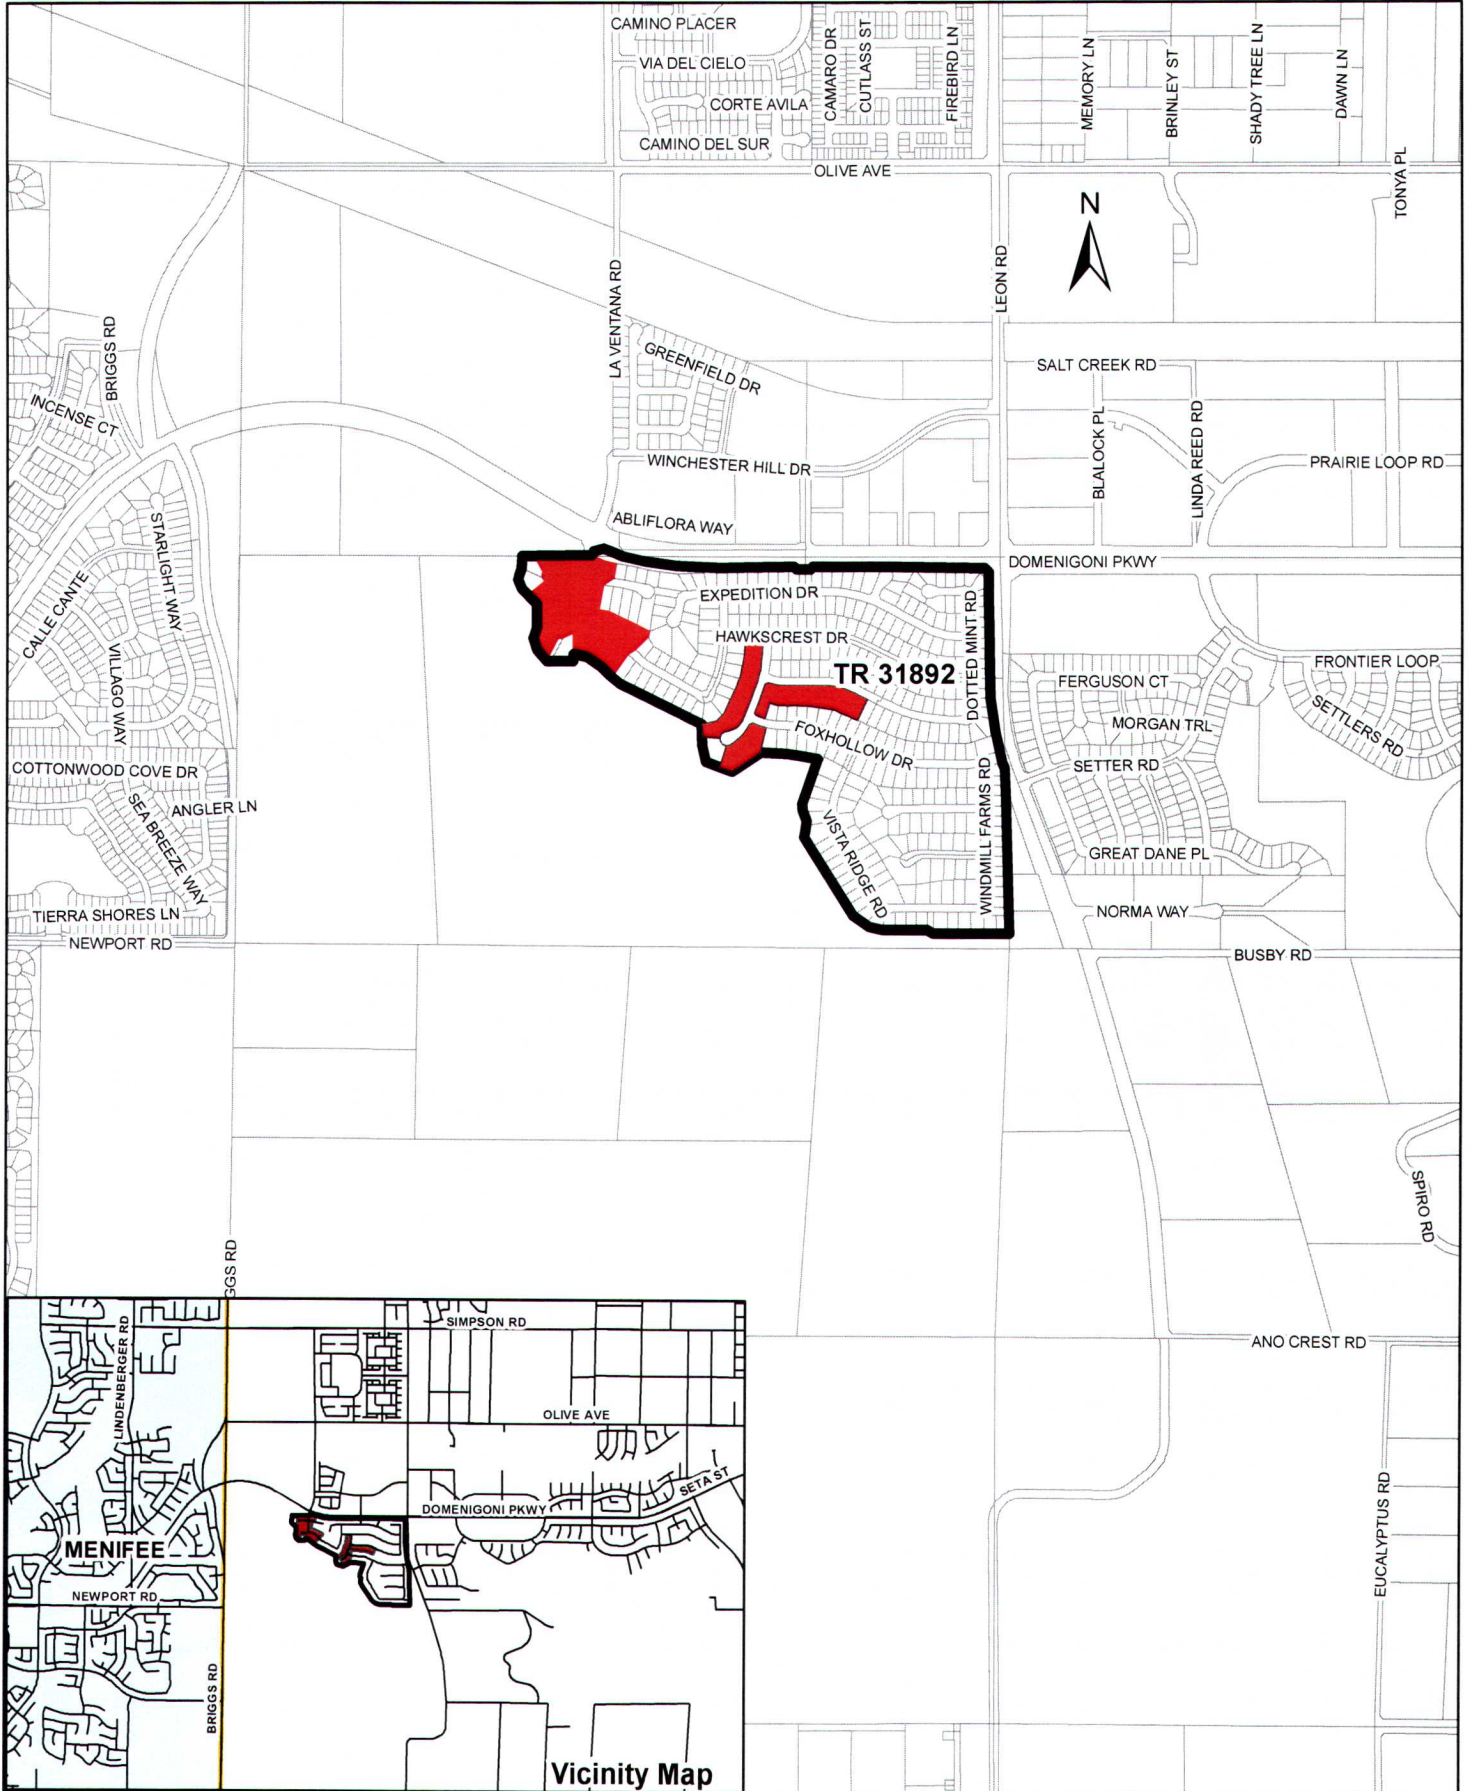 CAMINO PLACER
VIA DEL CIELO
CORTE AVILA
CAMINO DEL SUR
CAMARO DR
CUTLASS ST
FIREBIRD LN
MEMORY LN
BRINLEY ST
SHADY TREE LN
DAWN LN
OLIVE AVE
TONYA PL
N
LA VENTANA RD
LEON RD
BRIGGS RD
GREENFIELD DR
SALT CREEK RD
INCENSE CT
BLALOCK PL
LINDA REED RD
WINCHESTER HILL DR
PRAIRIE LOOP RD
STARLIGHT WAY
ABLIFLORA WAY
DOMENIGONI PKWY
CALLE CANTE
EXPEDITION DR
DOTTED MINT RD
HAWKSCREST DR
TR 31892
VILLAGO WAY
FERGUSON CT
FRONTIER LOOP
MORGAN TRL
SETTLERS RD
FOXHOLLOW DR
SETTER RD
COTTONWOOD COVE DR
ANGLER LN
SEA BREEZE WAY
VISTA RIDGE RD
WINDMILL FARMS RD
GREAT DANE PL
TIERRA SHORES LN
NORMA WAY
NEWPORT RD
BUSBY RD
SPIRO RD
GGS RD
ANO CREST RD
EUCALYPTUS RD
SIMPSON RD
LINDENBERGER RD
OLIVE AVE
SETA ST
DOMENIGONI PKWY
MENIFEE
NEWPORT RD
BRIGGS RD
Vicinity Map